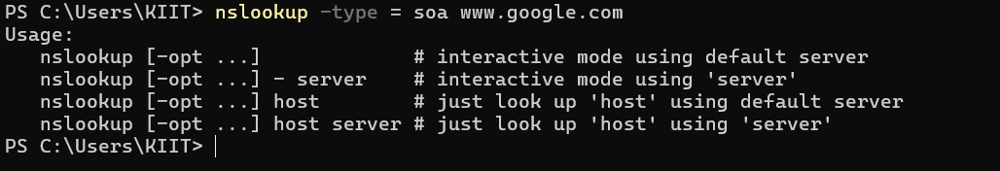 PS C:\Users\KIIT> nslookup -type = soa www.google.com
Usage:
   nslookup [-opt ...]             # interactive mode using default server
   nslookup [-opt ...] - server    # interactive mode using 'server'
   nslookup [-opt ...] host        # just look up 'host' using default server
   nslookup [-opt ...] host server # just look up 'host' using 'server'
PS C:\Users\KIIT>